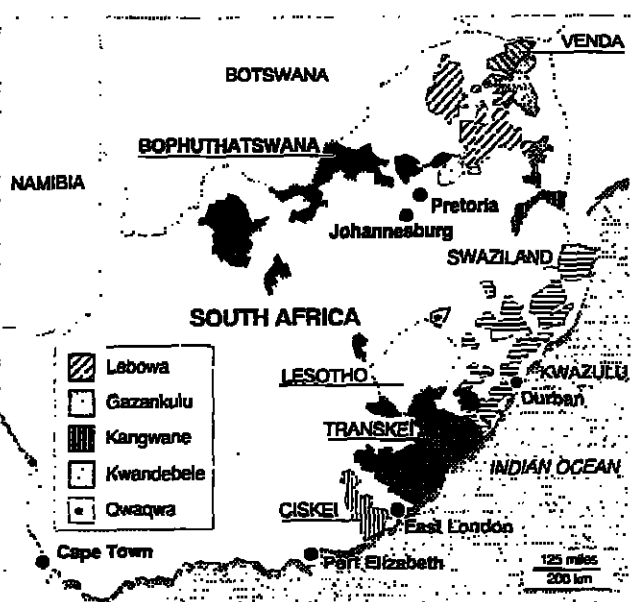 VENDA
BOTSWANA
BOPHUTHATSWANA
NAMIBIA
Pretoria
Johannesburg
SWAZILAND
SOUTH AFRICA
Lebowa
LESOTHO
KWAZULU
Gazankulu
Durban
Kangwane
TRANSKEI
Kwandebele
INDIAN OCEAN
Qwaqwa
CISKEI
East London
Cape Town
Port Elizabeth
125 miles
200 km